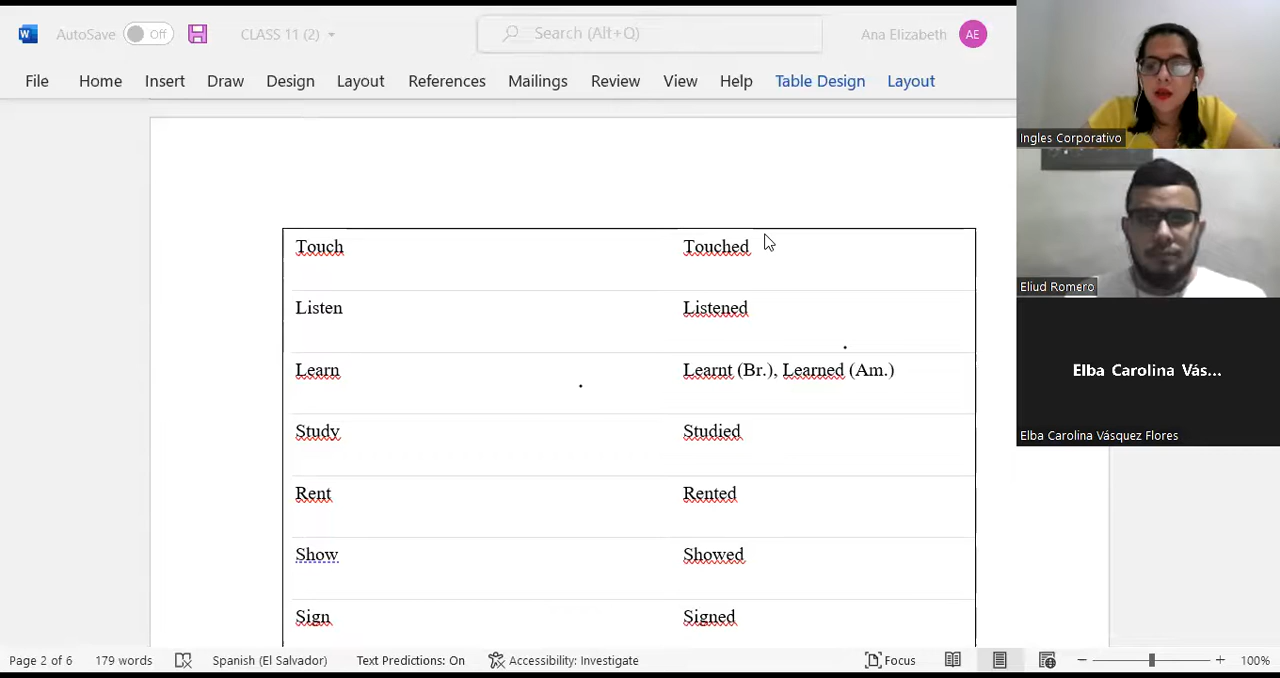 AutoSave Off CLASS 11 (2) Search (Alt+Q) Ana Elizabeth AE
File Home Insert Draw Design Layout References Mailings Review View Help Table Design Layout
Ingles Corporativo
Touch Touched
Eliud Romero
Listen Listened
Learn Learnt (Br.), Learned (Am.)
Elba Carolina Vás...
Study Studied
Elba Carolina Vásquez Flores
Rent Rented
Show Showed
Sign Signed
Page 2 of 6 179 words Spanish (El Salvador) Text Predictions: On Accessibility: Investigate Focus 100%